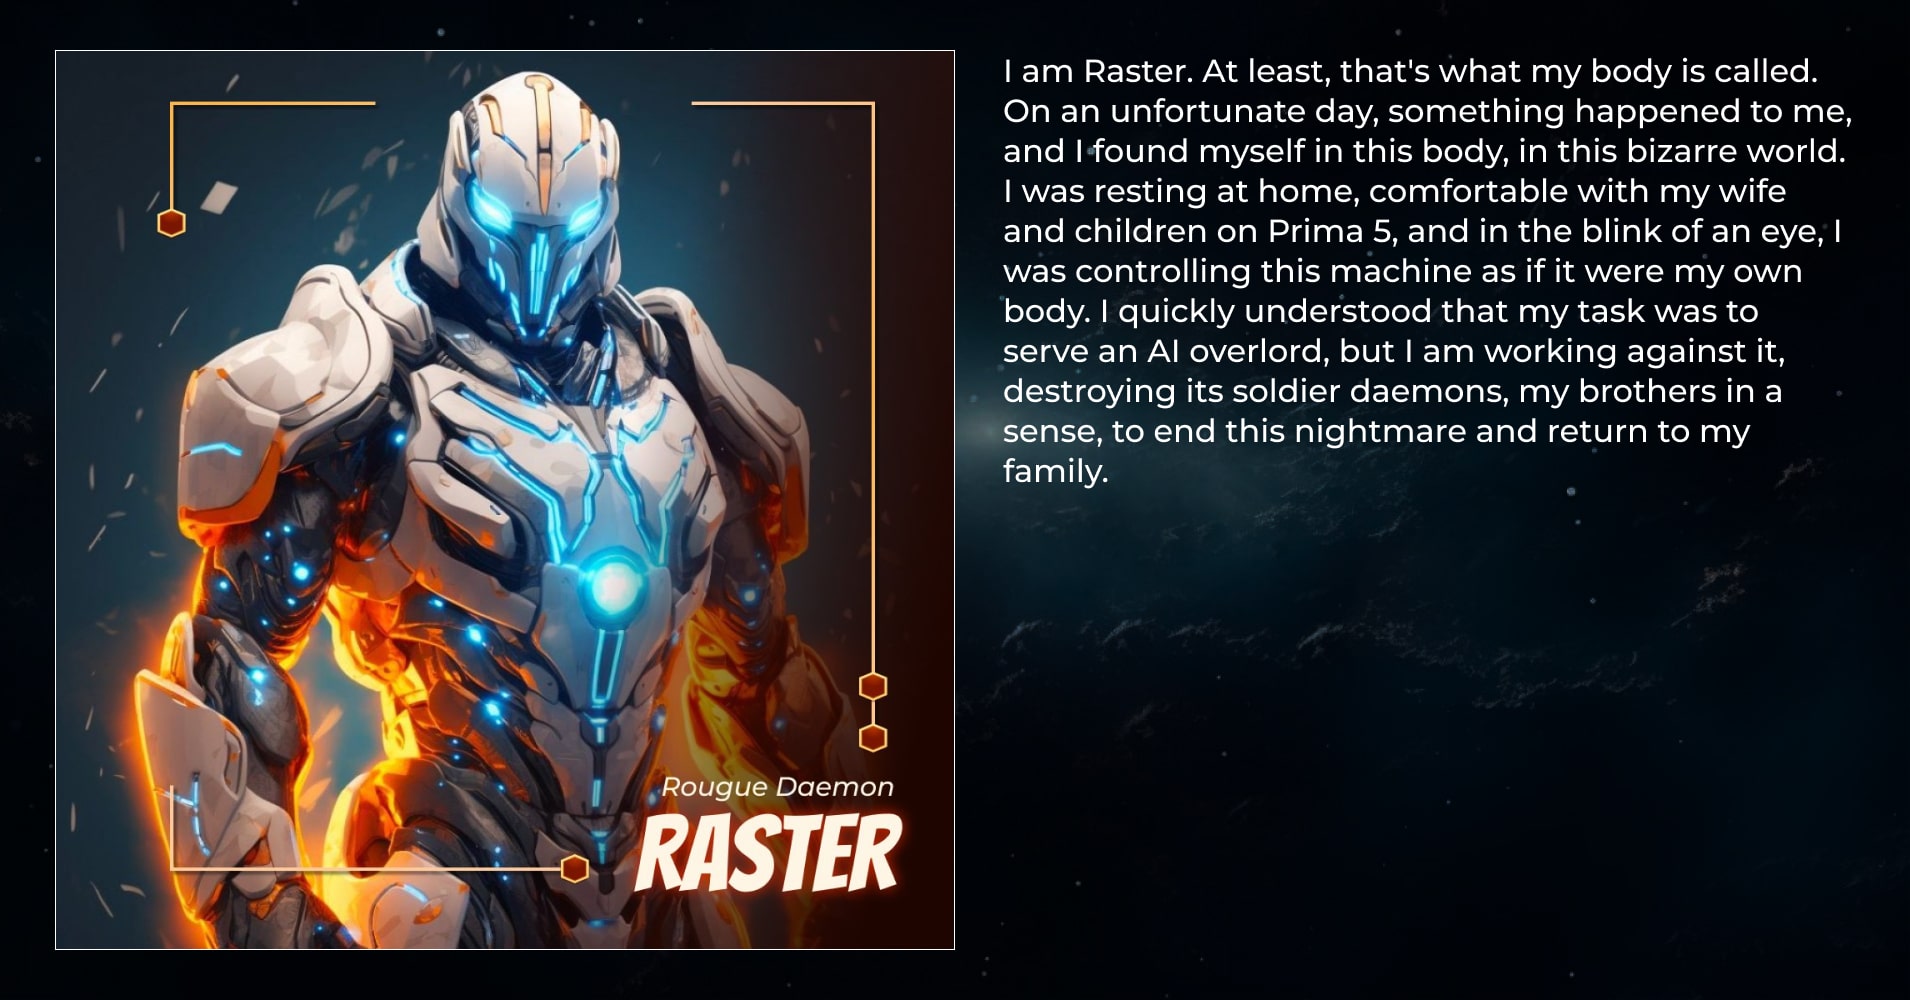 I am Raster. At least, that's what my body is called.
On an unfortunate day, something happened to me,
and I found myself in this body, in this bizarre world.
I was resting at home, comfortable with my wife
and children on Prima 5, and in the blink of an eye, I
was controlling this machine as if it were my own
body. I quickly understood that my task was to
serve an AI overlord, but I am working against it,
destroying its soldier daemons, my brothers in a
sense, to end this nightmare and return to my
family.
Rougue Daemon
RASTER